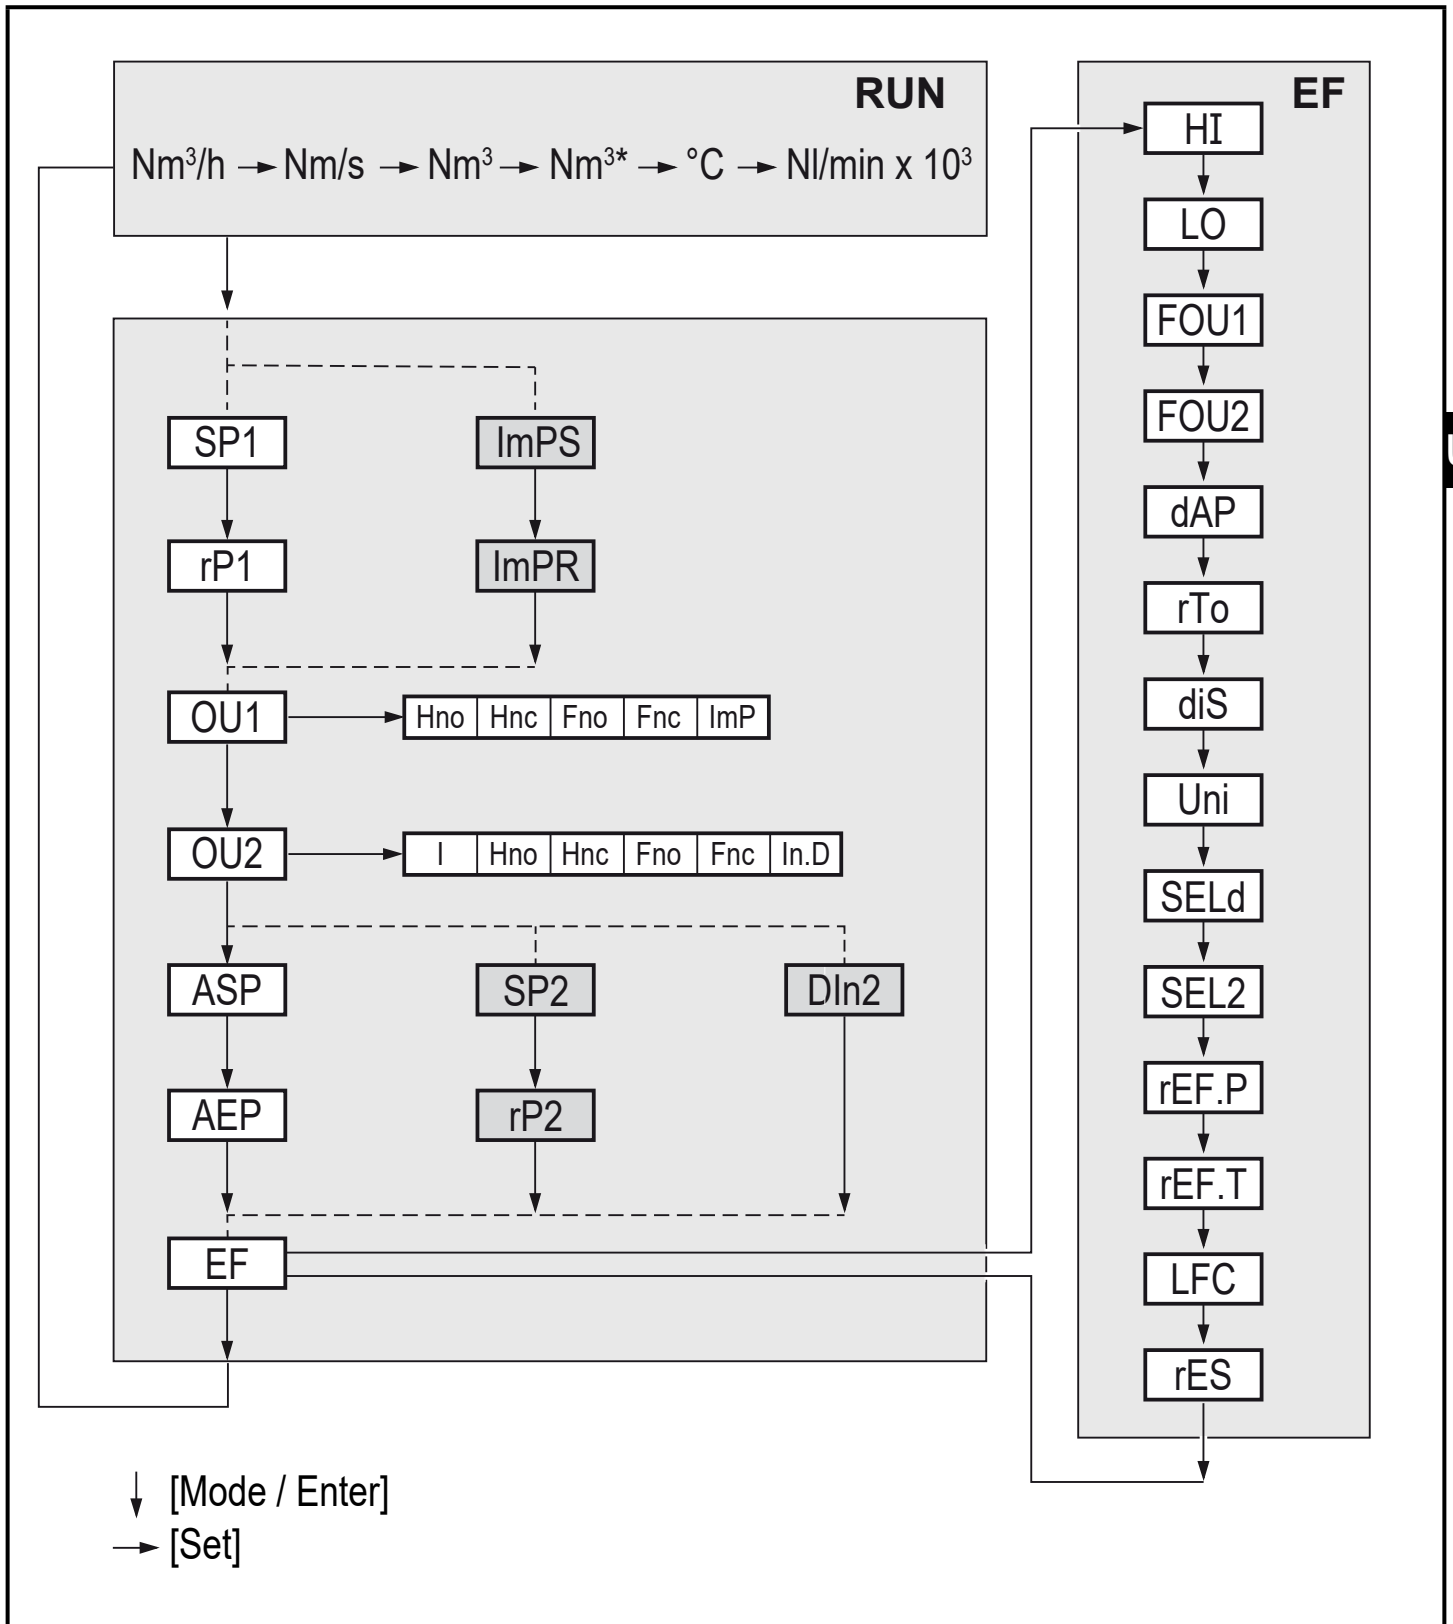 RUN
Nm³/h → Nm/s → Nm³ → Nm³* → °C → Nl/min x 10³
SP1 ImPS
rP1 ImPR
OU1 → Hno Hnc Fno Fnc ImP
OU2 → I Hno Hnc Fno Fnc In.D
ASP SP2 DIn2
AEP rP2
EF
EF
HI
LO
FOU1
FOU2
dAP
rTo
diS
Uni
SELd
SEL2
rEF.P
rEF.T
LFC
rES
↓ [Mode / Enter]
→ [Set]